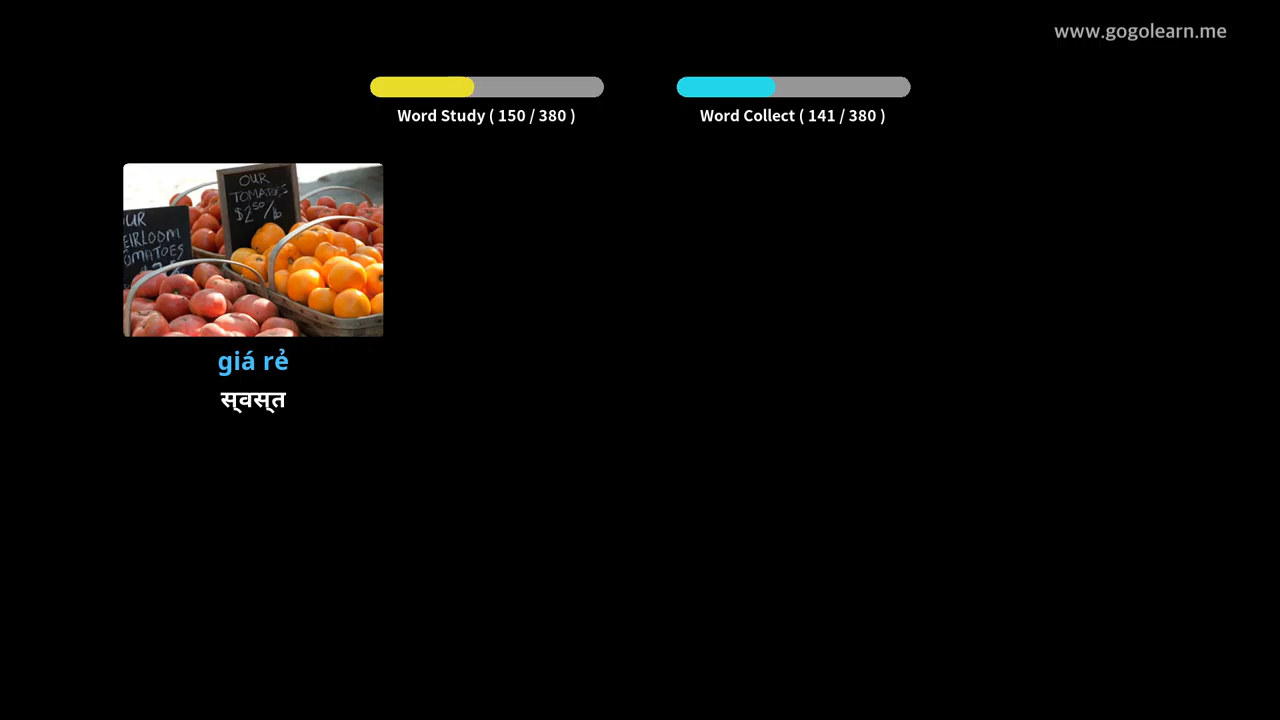 www.gogolearn.me
Word Study ( 150 / 380 )
Word Collect ( 141 / 380 )
OUR
TOMATOES
$2.50/lb
UR
EIRLOOM
OMATOES
giá rẻ
स्वस्त